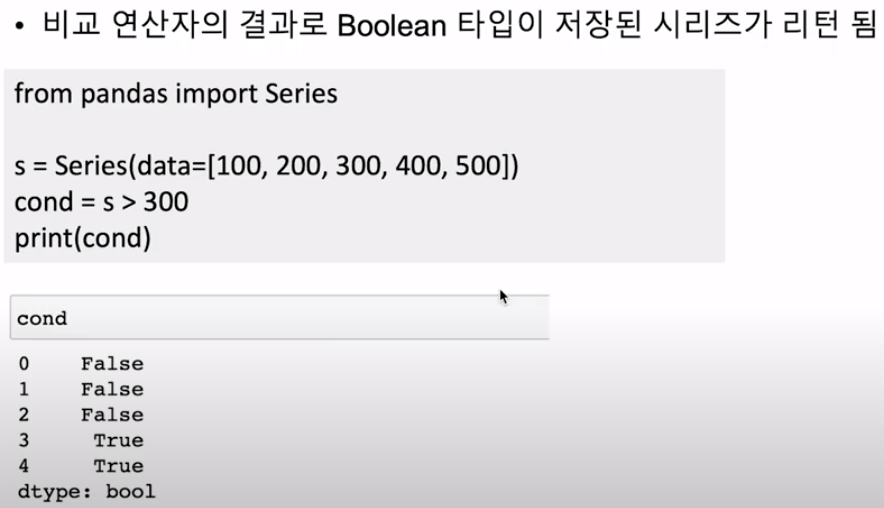 • 비교 연산자의 결과로 Boolean 타입이 저장된 시리즈가 리턴 됨
from pandas import Series
s = Series(data=[100, 200, 300, 400, 500])
cond = s > 300
print(cond)
cond
0 False
1 False
2 False
3 True
4 True
dtype: bool